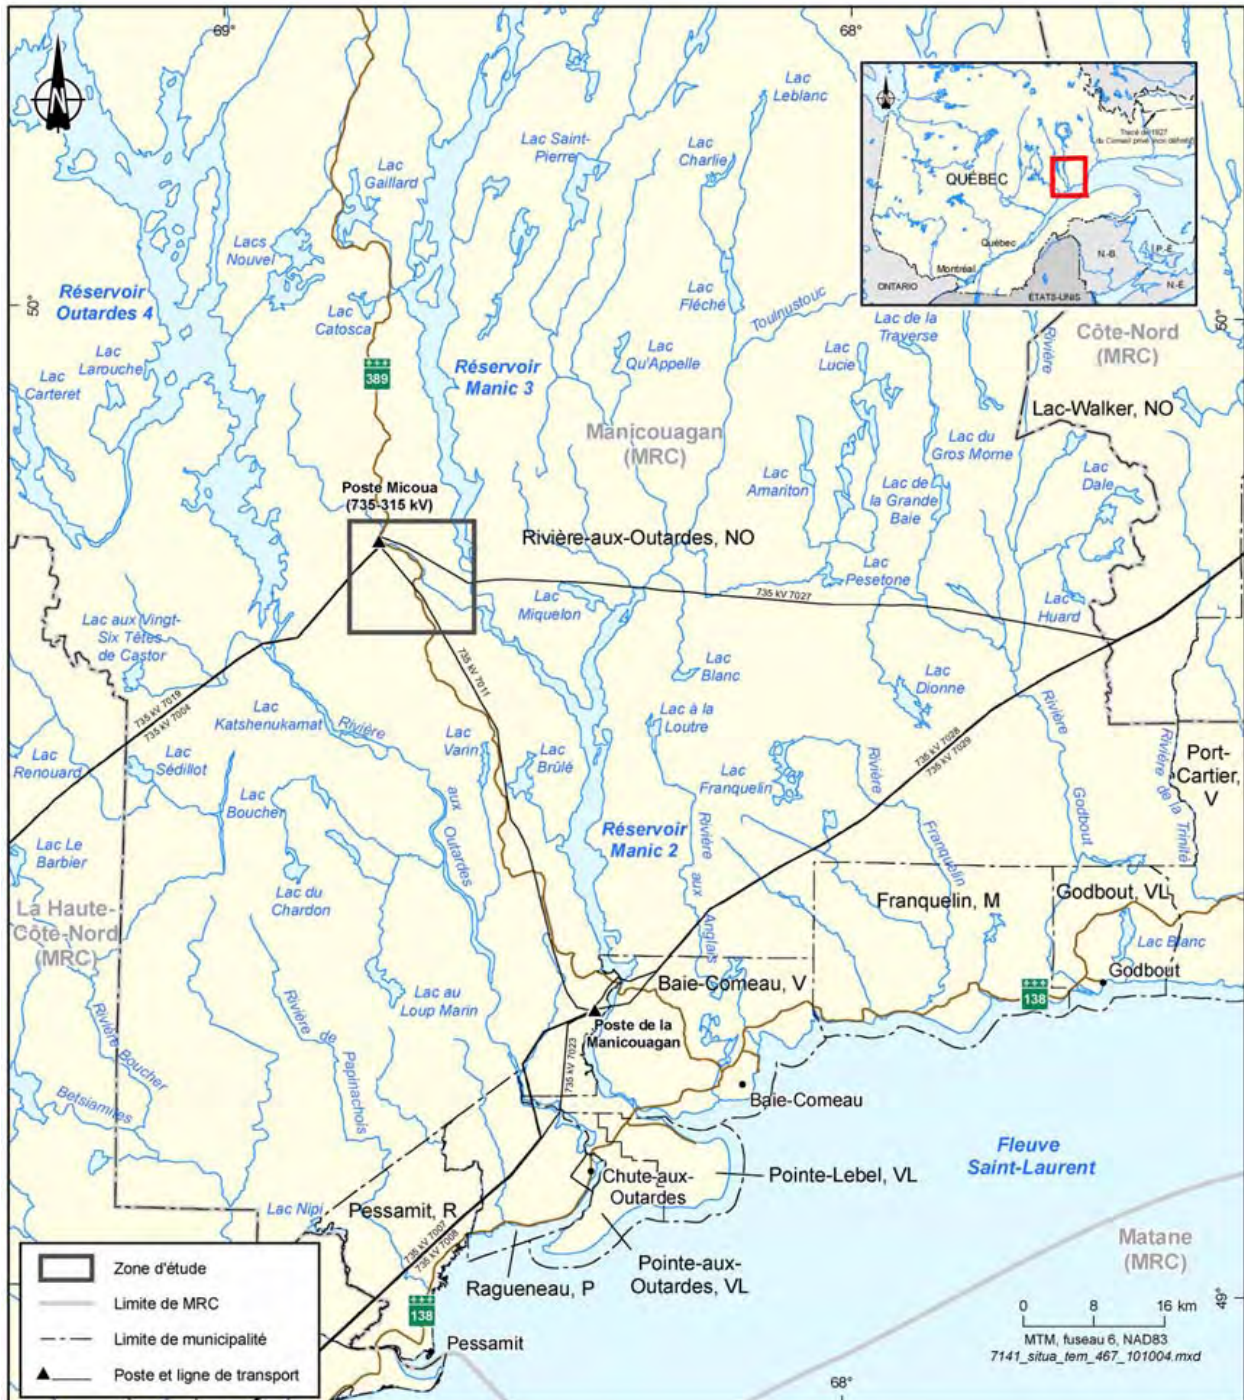 69°
68°
Lac
Leblanc
Tracé de 1927
du Conseil privé (non définitif)
QUÉBEC
Québec
Montréal
ONTARIO
ÉTATS-UNIS
N.-B.
Î.-P.-É.
N.-É.
Lac Saint-
Pierre
Lac
Charlie
Lac
Gaillard
Lacs
Nouvel
50°
Réservoir
Outardes 4
Lac
Catosca
Lac
Fléché
Toulnustouc
Lac de la
Traverse
Rivière
50°
Côte-Nord
(MRC)
Lac
Larouche
Lac
Carteret
389
Réservoir
Manic 3
Lac
Qu'Appelle
Lac
Lucie
Lac-Walker, NO
Manicouagan
(MRC)
Lac du
Gros Morne
Lac
Amariton
Lac de
la Grande
Baie
Lac
Dale
Poste Micoua
(735-315 kV)
Rivière-aux-Outardes, NO
Lac
Pesetone
Lac
Miquelon
735 kV 7027
Lac
Huard
Lac aux Vingt-
Six Têtes
de Castor
735 kV 7011
Lac
Blanc
Lac
Dionne
735 kV 7019
735 kV 7004
Lac
Katshenukamat
Rivière
aux
Outardes
Lac à la
Loutre
Rivière
Godbout
Lac
Renouard
Lac
Sédillot
Lac
Varin
Lac
Brûlé
Lac
Franquelin
Rivière
Franquelin
735 kV 7028
735 kV 7029
Port-
Cartier,
V
Rivière de la
Trinité
Lac
Boucher
Lac Le
Barbier
Réservoir
Manic 2
Rivière aux
Anglais
Lac du
Chardon
La Haute-
Côte-Nord
(MRC)
Franquelin, M
Godbout, VL
Lac Blanc
Godbout
138
Baie-Comeau, V
Lac au
Loup Marin
Poste de la
Manicouagan
Rivière Boucher
Rivière
de
Papinachois
735 kV 7023
Betsiamites
Baie-Comeau
Fleuve
Saint-Laurent
Chute-aux-
Outardes
Pointe-Lebel, VL
Lac Nipi
Pessamit, R
735 kV 7007
735 kV 7008
Pointe-aux-
Outardes, VL
Ragueneau, P
Matane
(MRC)
138
Pessamit
49°
Zone d'étude
Limite de MRC
Limite de municipalité
Poste et ligne de transport
0 8 16 km
MTM, fuseau 6, NAD83
7141_situa_tem_467_101004.mxd
68°
N